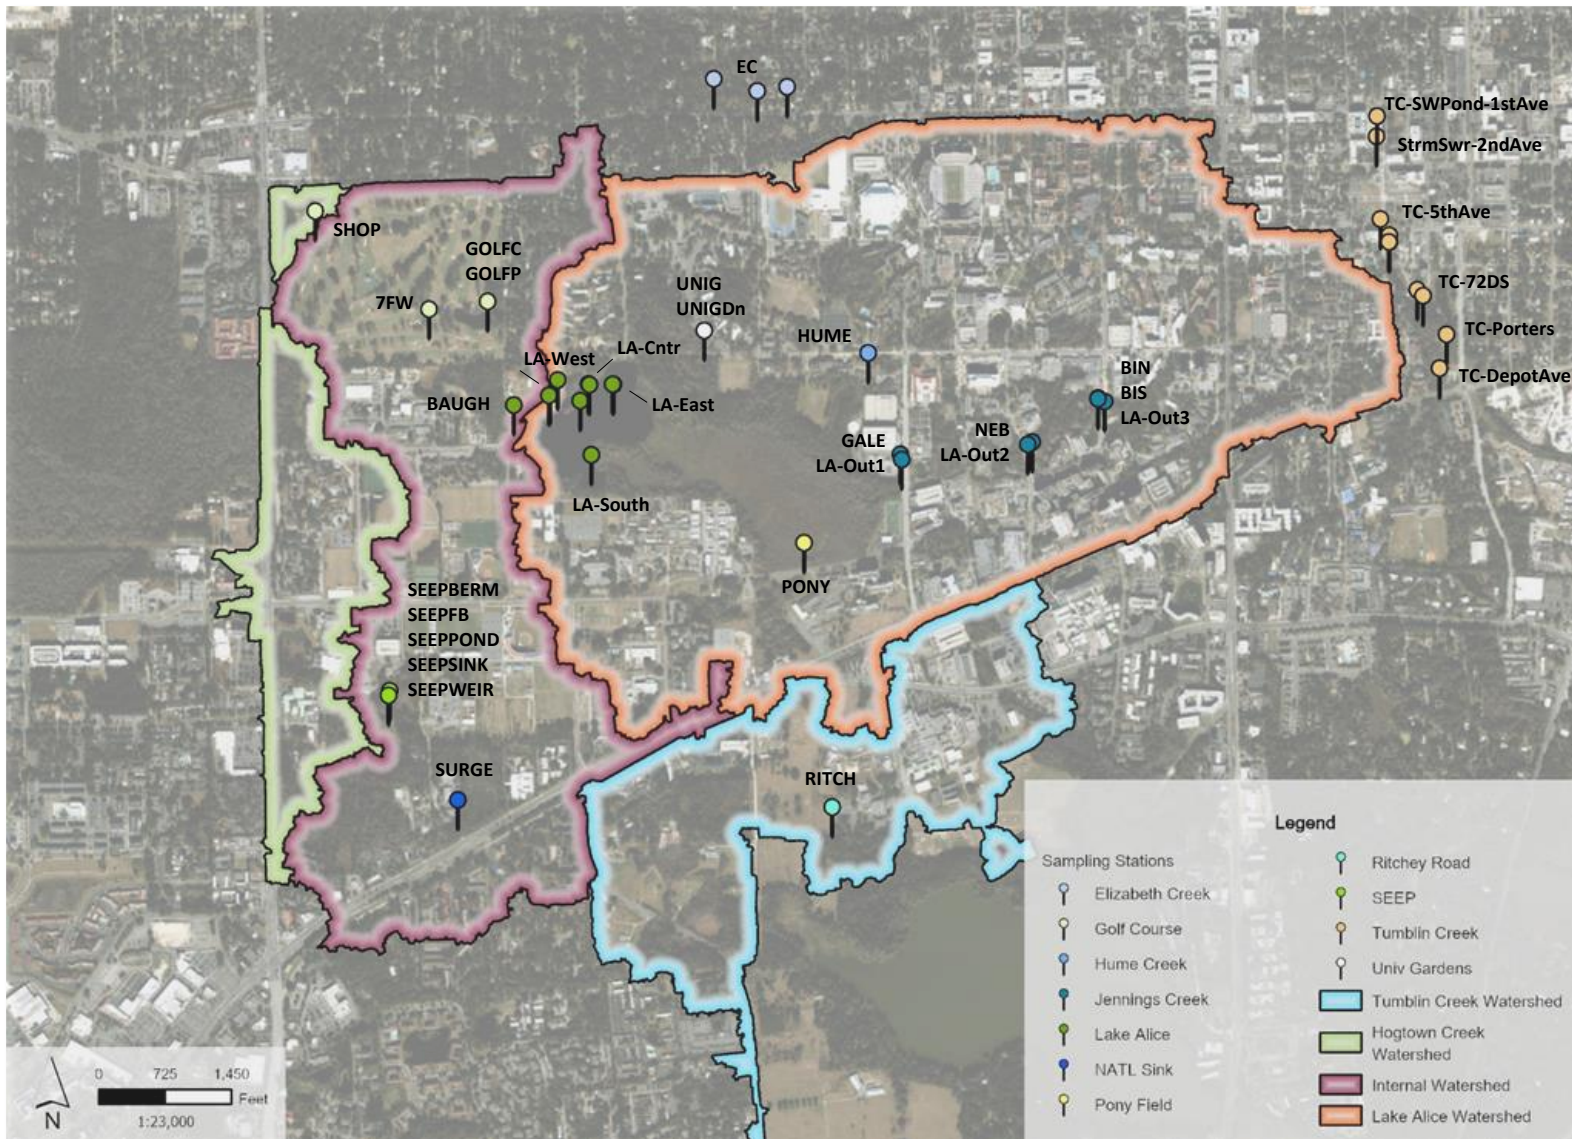 EC
TC-SWPond-1stAve
StrmSwr-2ndAve
TC-5thAve
SHOP
GOLFC
GOLFP
7FW
UNIG
UNIGDn
TC-72DS
TC-Porters
TC-DepotAve
HUME
LA-West
LA-Cntr
LA-East
BAUGH
BIN
BIS
LA-Out3
GALE
LA-Out1
NEB
LA-Out2
LA-South
PONY
SEEPBERM
SEEPFB
SEEPPOND
SEEPSINK
SEEPWEIR
SURGE
RITCH
Legend
Sampling Stations
Elizabeth Creek
Golf Course
Hume Creek
Jennings Creek
Lake Alice
NATL Sink
Pony Field
Ritchey Road
SEEP
Tumblin Creek
Univ Gardens
Tumblin Creek Watershed
Hogtown Creek
Watershed
Internal Watershed
Lake Alice Watershed
0 725 1,450
Feet
1:23,000
N